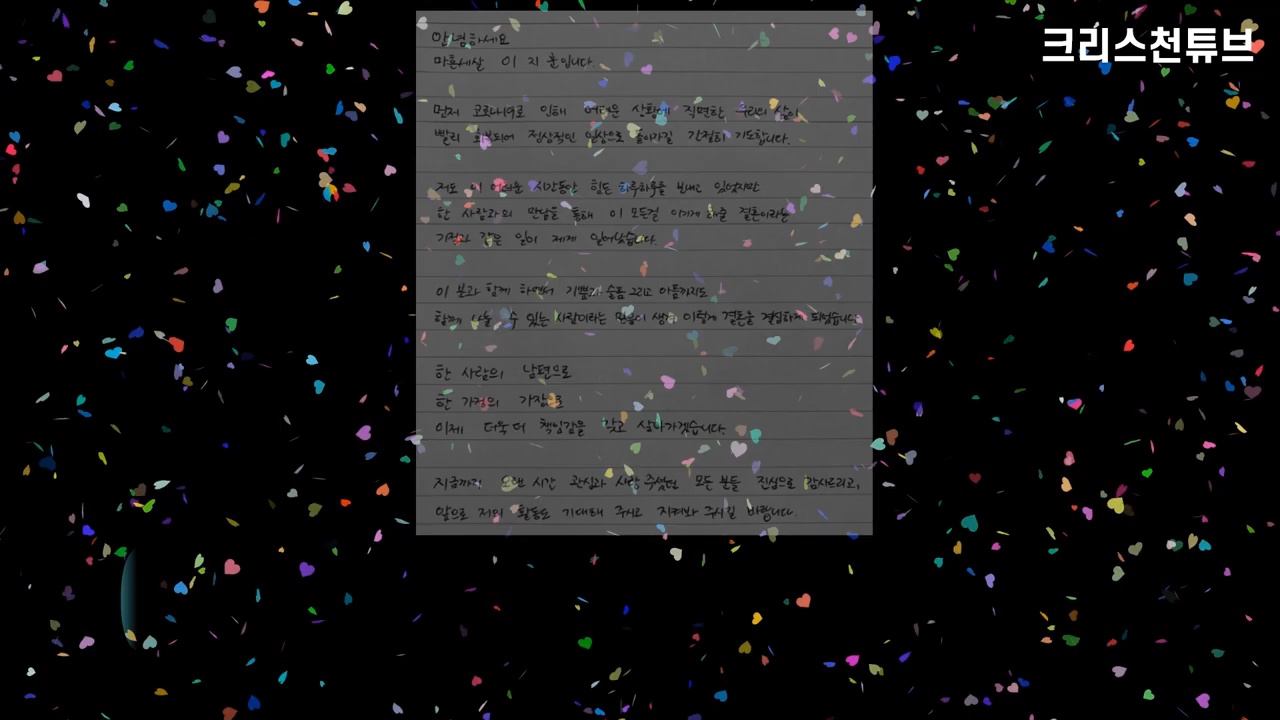 크리스천튜브
안녕하세요
마흔세살 이 지 훈입니다.
먼저 코로나19로 인해 어려운 상황에 직면한 우리의 삶이
빨리 회복되어 정상적인 일상으로 돌아가길 간절히 기도합니다.
저도 이 어려운 시간동안 힘든 하루하루를 보내고 있었지만
한 사람과의 만남을 통해 이 모든걸 이기게 해준 결혼이라는
기적과 같은 일이 제게 일어났습니다.
이 분과 함께 하면서 기쁨과 슬픔 그리고 아픔까지도
함께 나눌 수 있는 사람이라는 믿음이 생겨 이렇게 결혼을 결심하게 되었습니다.
한 사람의 남편으로
한 가정의 가장으로
이제 더욱 더 책임감을 갖고 살아가겠습니다.
지금까지 오랜 시간 관심과 사랑 주셨던 모든 분들 진심으로 감사드리고,
앞으로 저의 활동도 기대해 주시고 지켜봐 주시길 바랍니다.